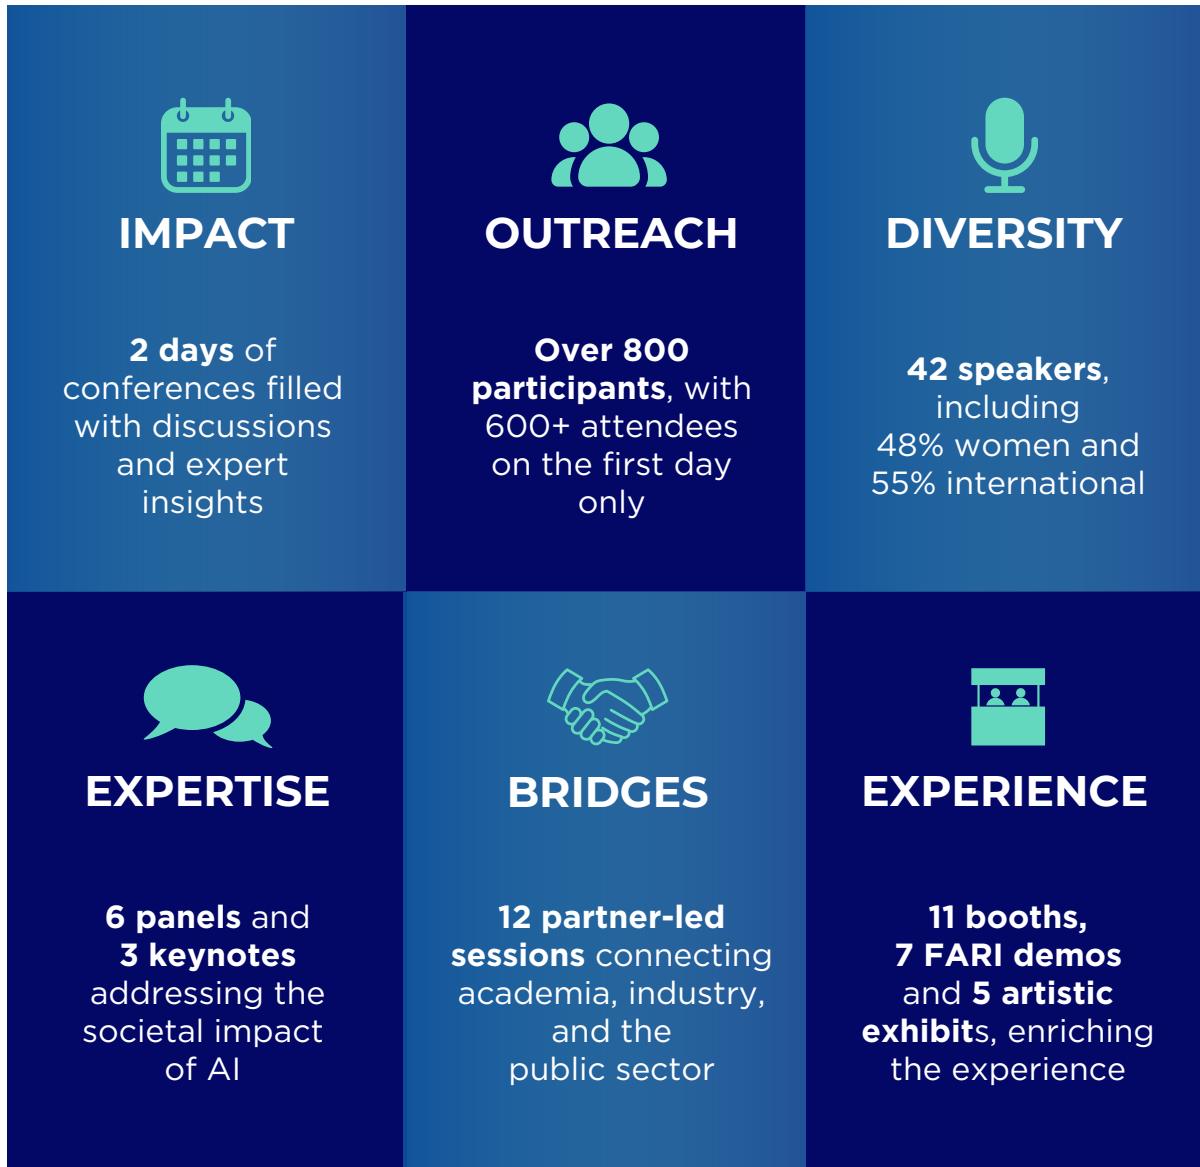 IMPACT
2 days of
conferences filled
with discussions
and expert
insights
OUTREACH
Over 800
participants, with
600+ attendees
on the first day
only
DIVERSITY
42 speakers,
including
48% women and
55% international
EXPERTISE
6 panels and
3 keynotes
addressing the
societal impact
of AI
BRIDGES
12 partner-led
sessions connecting
academia, industry,
and the
public sector
EXPERIENCE
11 booths,
7 FARI demos
and 5 artistic
exhibits, enriching
the experience